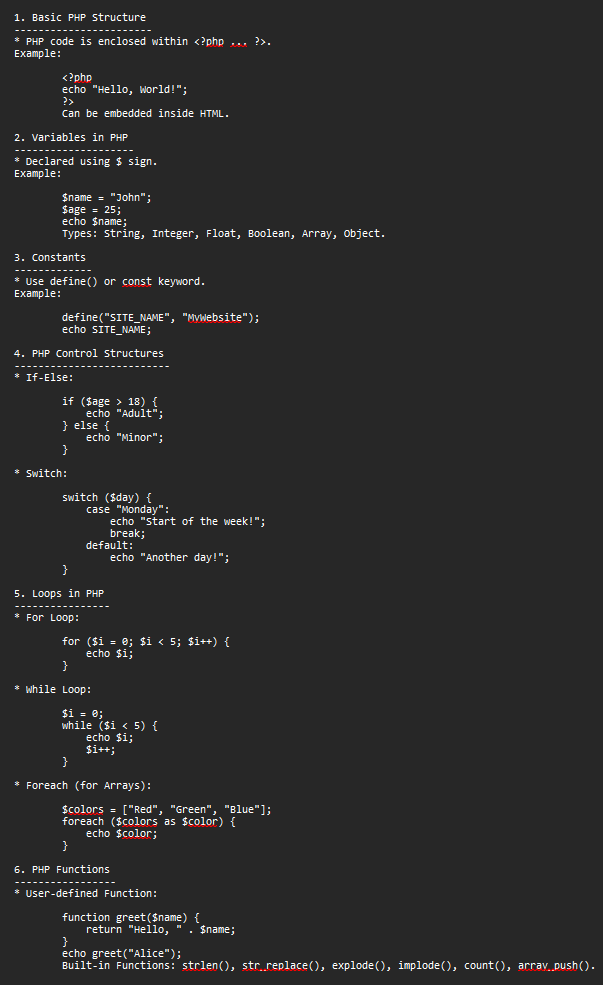 1. Basic PHP Structure
-----------------------
* PHP code is enclosed within <?php ... ?>.
Example:
<?php
echo "Hello, World!";
?>
Can be embedded inside HTML.
2. Variables in PHP
--------------------
* Declared using $ sign.
Example:
$name = "John";
$age = 25;
echo $name;
Types: String, Integer, Float, Boolean, Array, Object.
3. Constants
-------------
* Use define() or const keyword.
Example:
define("SITE_NAME", "MyWebsite");
echo SITE_NAME;
4. PHP Control Structures
--------------------------
* If-Else:
if ($age > 18) {
echo "Adult";
} else {
echo "Minor";
}
* Switch:
switch ($day) {
case "Monday":
echo "Start of the week!";
break;
default:
echo "Another day!";
}
5. Loops in PHP
----------------
* For Loop:
for ($i = 0; $i < 5; $i++) {
echo $i;
}
* While Loop:
$i = 0;
while ($i < 5) {
echo $i;
$i++;
}
* Foreach (for Arrays):
$colors = ["Red", "Green", "Blue"];
foreach ($colors as $color) {
echo $color;
}
6. PHP Functions
-----------------
* User-defined Function:
function greet($name) {
return "Hello, " . $name;
}
echo greet("Alice");
Built-in Functions: strlen(), str_replace(), explode(), implode(), count(), array_push().